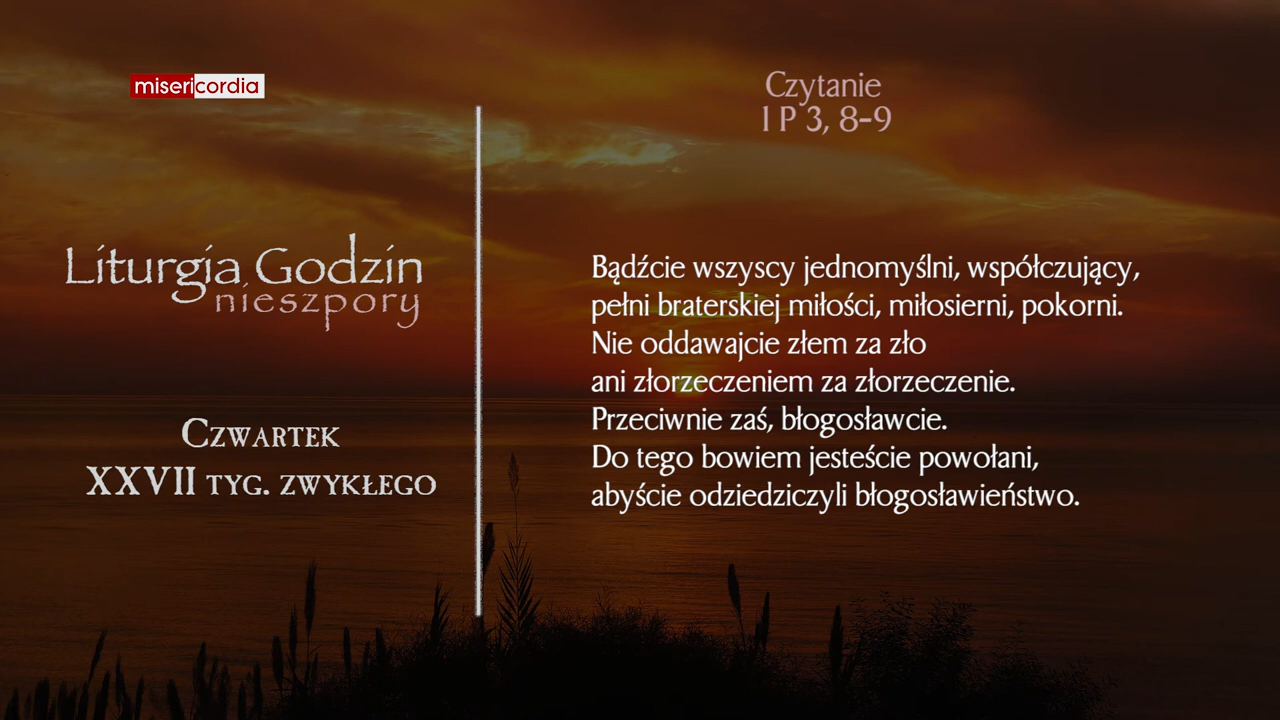 misericordia
Liturgia Godzin
nieszpory
Czwartek
XXVII tyg. zwykłego
Czytanie
1 P 3, 8-9
Bądźcie wszyscy jednomyślni, współczujący,
pełni braterskiej miłości, miłosierni, pokorni.
Nie oddawajcie złem za zło
ani złorzeczeniem za złorzeczenie.
Przeciwnie zaś, błogosławcie.
Do tego bowiem jesteście powołani,
abyście odziedziczyli błogosławieństwo.